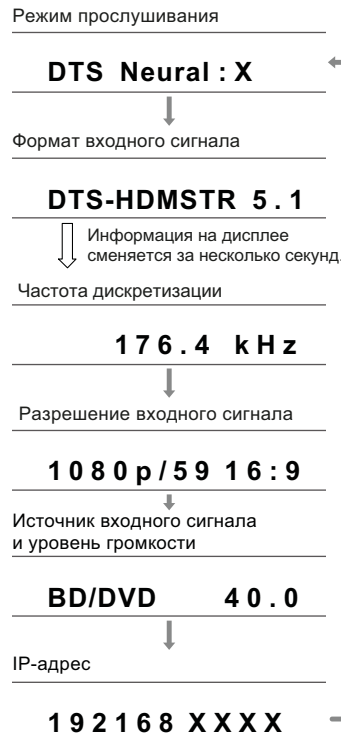 Режим прослушивания
DTS Neural : X
Формат входного сигнала
DTS-HDMSTR 5.1
Информация на дисплее
сменяется за несколько секунд.
Частота дискретизации
176.4 kHz
Разрешение входного сигнала
1080p/59 16:9
Источник входного сигнала
и уровень громкости
BD/DVD 40.0
IP-адрес
192168 XXXX